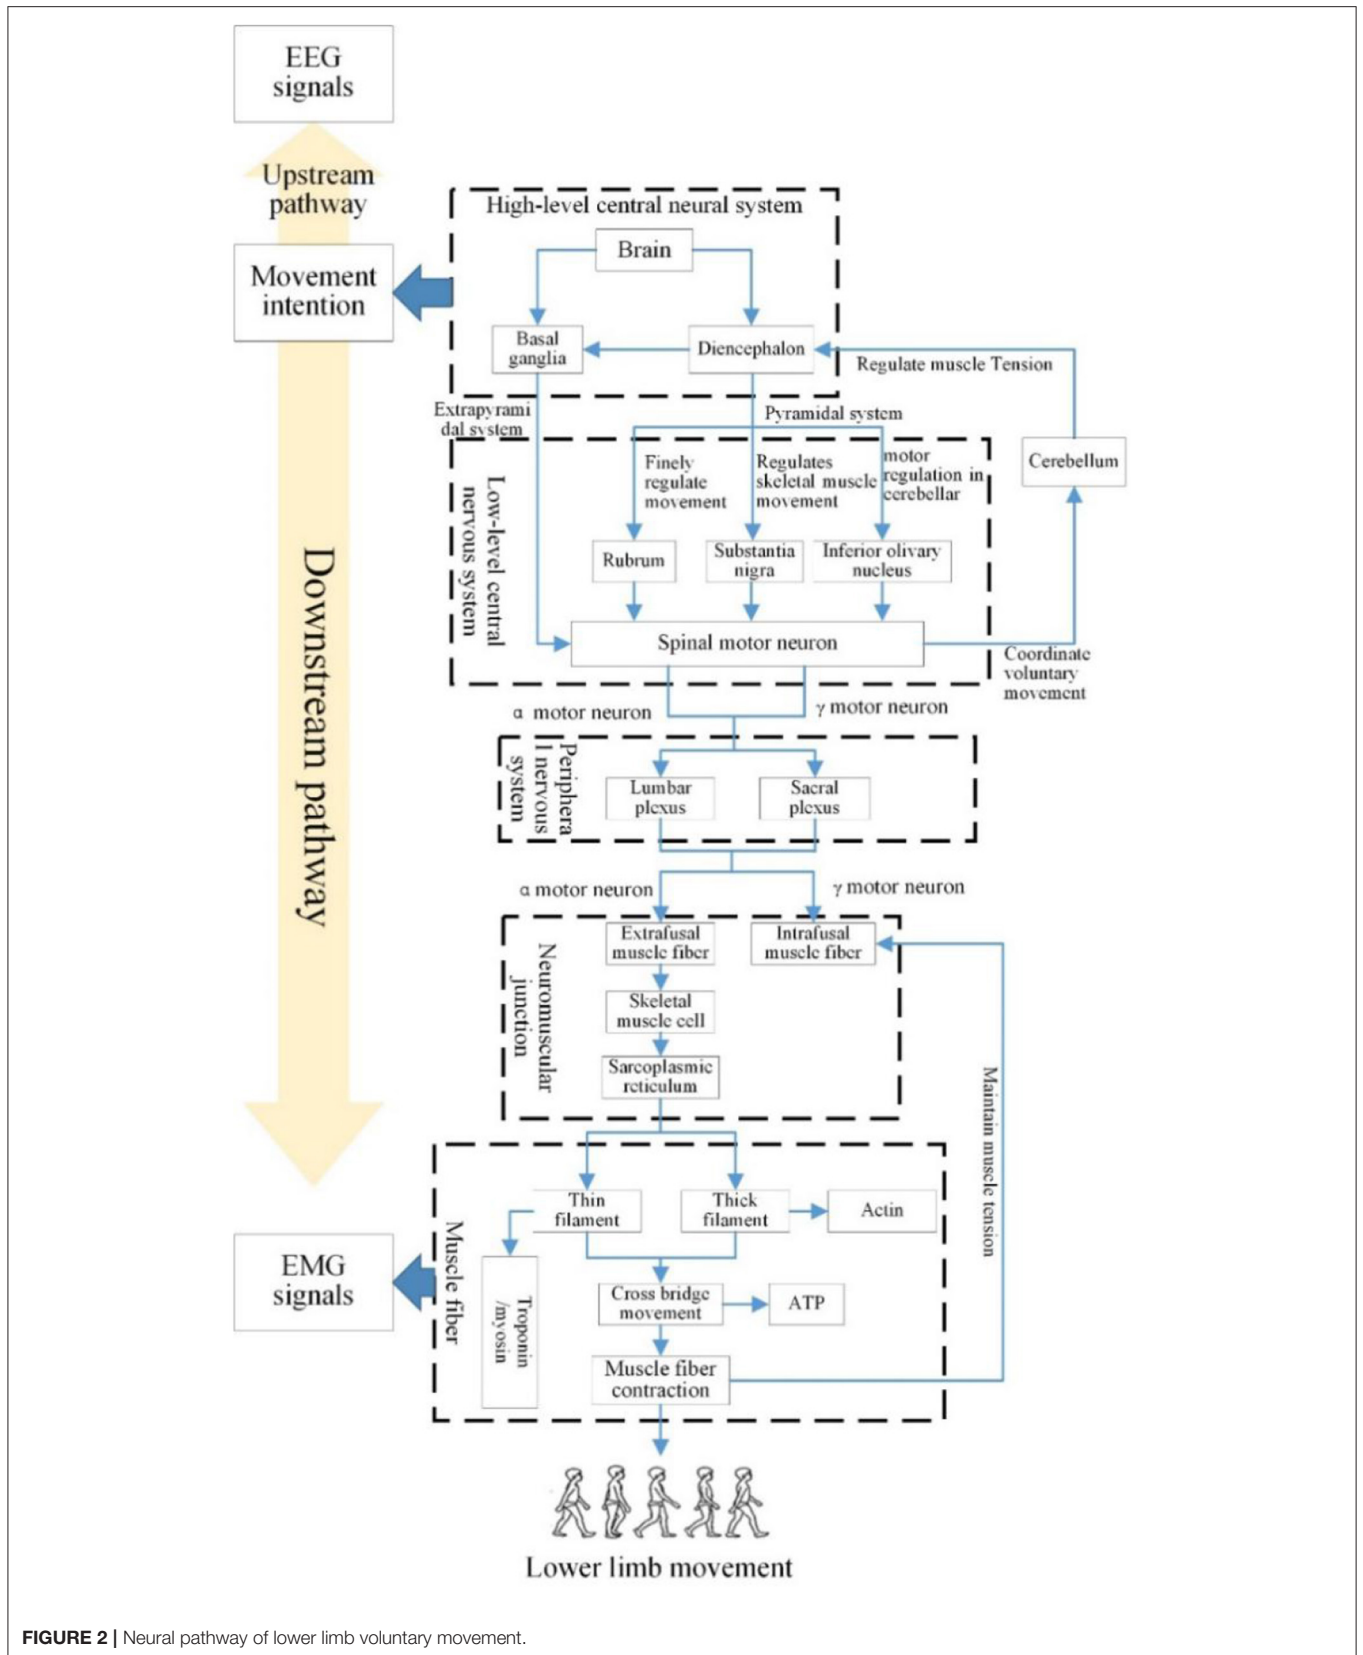 EEG
signals
Upstream
pathway
Movement
intention
Downstream pathway
EMG
signals
High-level central neural system
Brain
Basal
ganglia
Diencephalon
Regulate muscle Tension
Extrapyrami
dal system
Pyramidal system
Cerebellum
Low-level central
nervous system
Finely
regulate
movement
Regulates
skeletal muscle
movement
motor
regulation in
cerebellar
Rubrum
Substantia
nigra
Inferior olivary
nucleus
Spinal motor neuron
Coordinate
voluntary
movement
α motor neuron
γ motor neuron
Periphera
l nervous
system
Lumbar
plexus
Sacral
plexus
α motor neuron
γ motor neuron
Neuromuscular
junction
Extrafusal
muscle fiber
Intrafusal
muscle fiber
Skeletal
muscle cell
Sarcoplasmic
reticulum
Maintain muscle tension
Muscle fiber
Thin
filament
Thick
filament
Actin
Troponin
/myosin
Cross bridge
movement
ATP
Muscle fiber
contraction
Lower limb movement
FIGURE 2 | Neural pathway of lower limb voluntary movement.